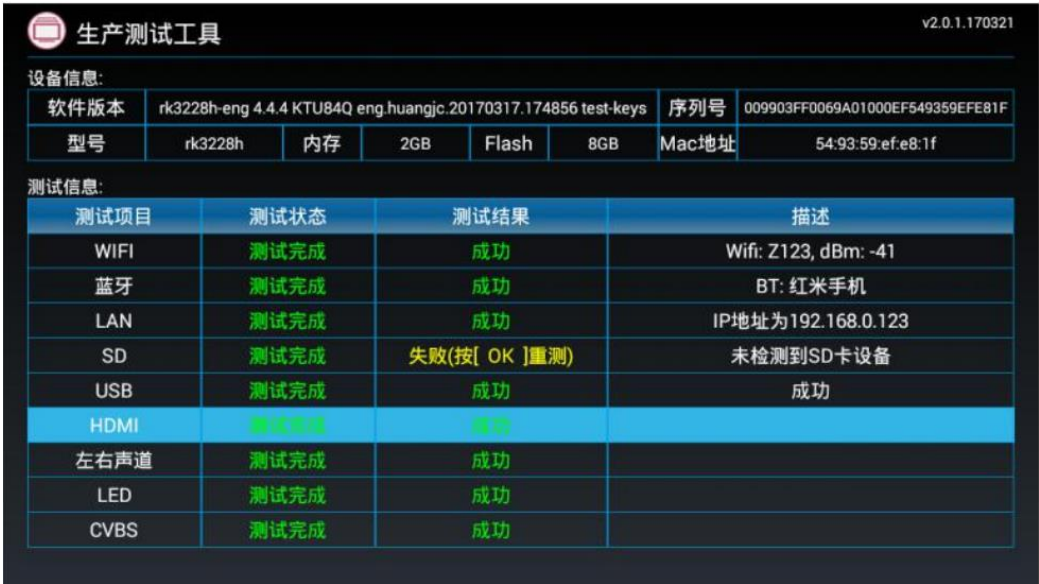 生产测试工具
v2.0.1.170321
设备信息:
软件版本 rk3228h-eng 4.4.4 KTU84Q eng.huangjc.20170317.174856 test-keys 序列号 009903FF0069A01000EF549359EFE81F
型号 rk3228h 内存 2GB Flash 8GB Mac地址 54:93:59:ef:e8:1f
测试信息:
测试项目 测试状态 测试结果 描述
WIFI 测试完成 成功 Wifi: Z123, dBm: -41
蓝牙 测试完成 成功 BT: 红米手机
LAN 测试完成 成功 IP地址为192.168.0.123
SD 测试完成 失败(按[ OK ]重测) 未检测到SD卡设备
USB 测试完成 成功 成功
HDMI 测试完成 成功
左右声道 测试完成 成功
LED 测试完成 成功
CVBS 测试完成 成功